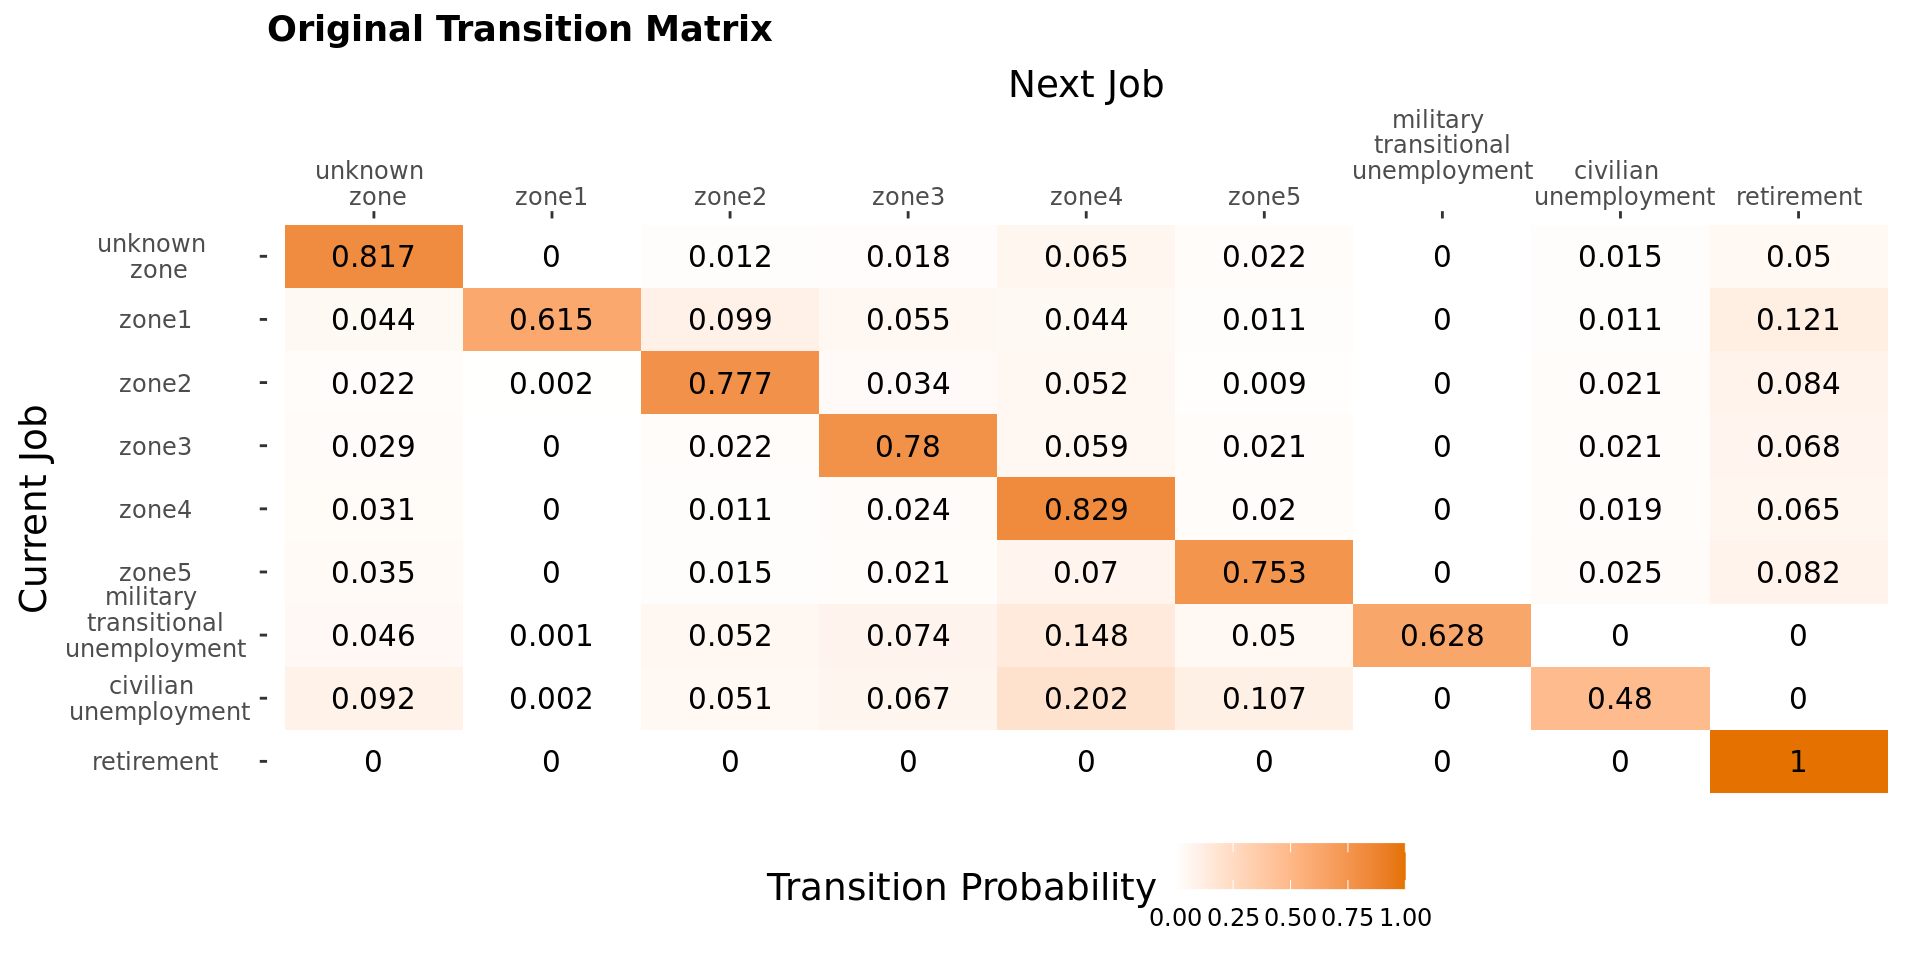 Original Transition Matrix
Next Job
unknown
zone
zone1
zone2
zone3
zone4
zone5
military
transitional
unemployment
civilian
unemployment
retirement
Current Job
unknown
zone
0.817 0 0.012 0.018 0.065 0.022 0 0.015 0.05
zone1 0.044 0.615 0.099 0.055 0.044 0.011 0 0.011 0.121
zone2 0.022 0.002 0.777 0.034 0.052 0.009 0 0.021 0.084
zone3 0.029 0 0.022 0.78 0.059 0.021 0 0.021 0.068
zone4 0.031 0 0.011 0.024 0.829 0.02 0 0.019 0.065
zone5 0.035 0 0.015 0.021 0.07 0.753 0 0.025 0.082
military
transitional
unemployment
0.046 0.001 0.052 0.074 0.148 0.05 0.628 0 0
civilian
unemployment
0.092 0.002 0.051 0.067 0.202 0.107 0 0.48 0
retirement 0 0 0 0 0 0 0 0 1
Transition Probability
0.00 0.25 0.50 0.75 1.00